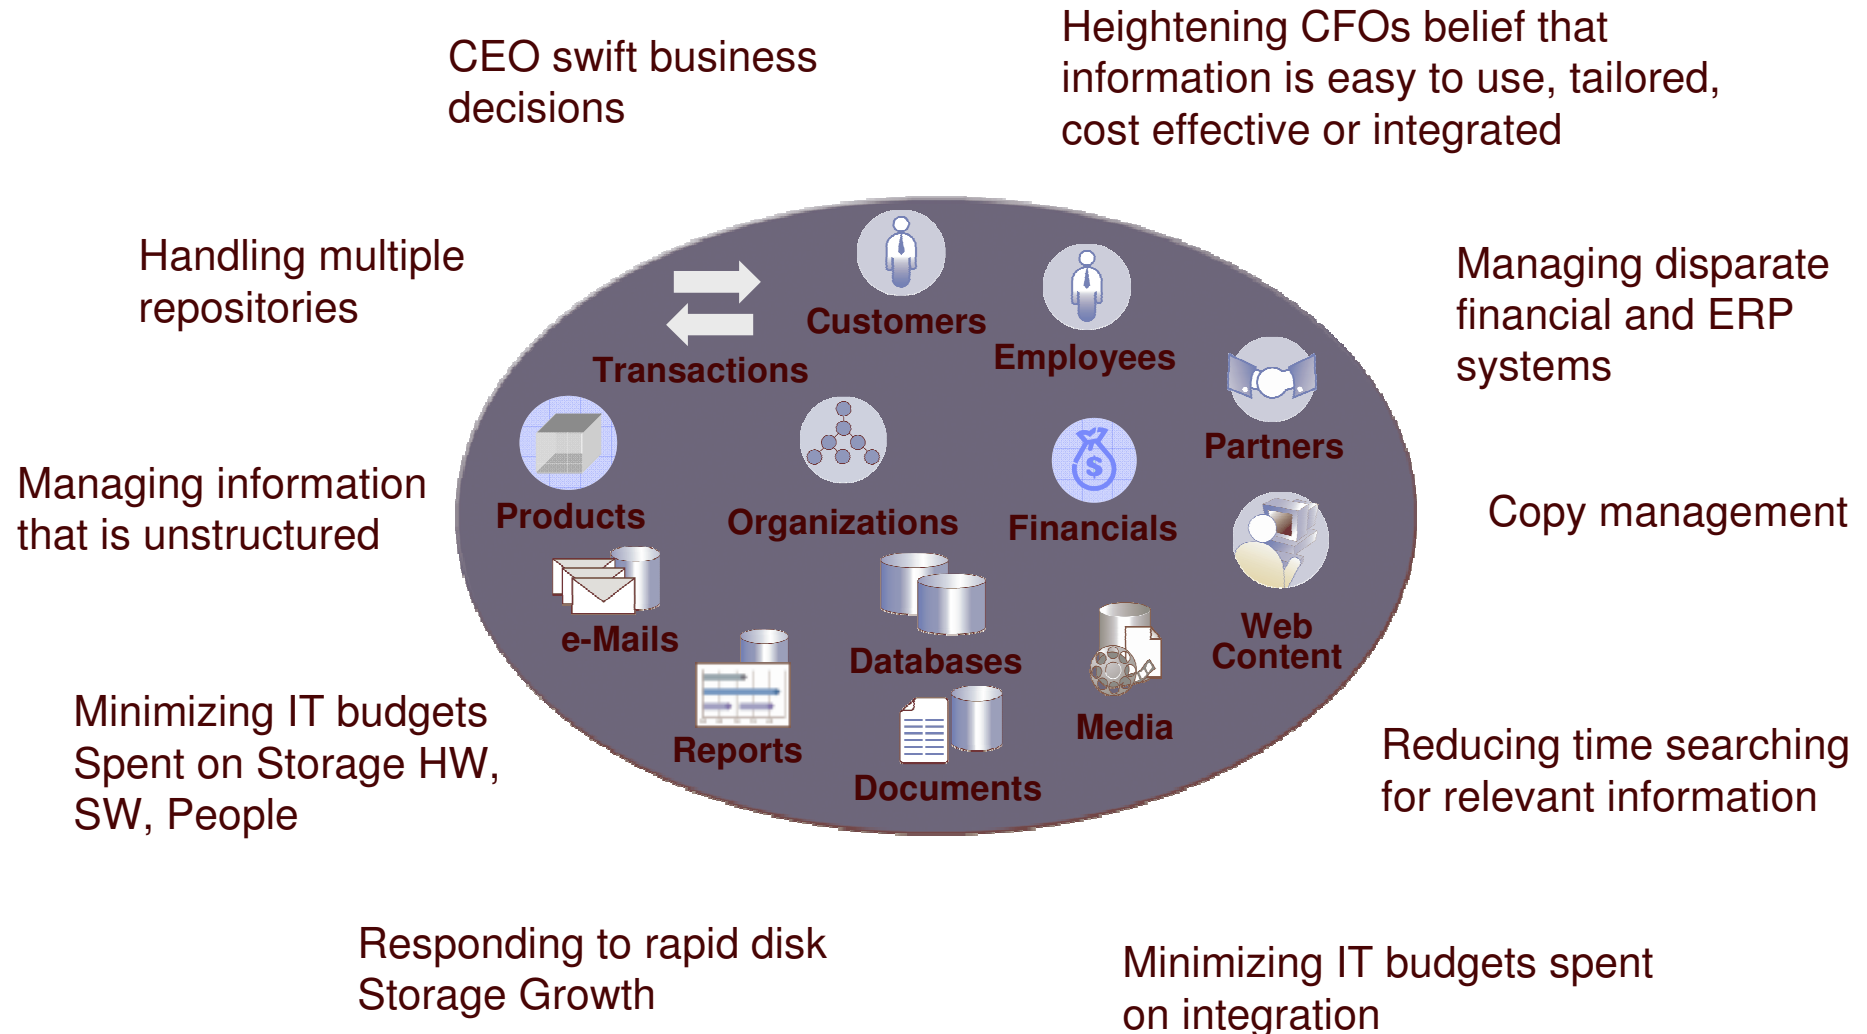 CEO swift business
decisions
Heightening CFOs belief that
information is easy to use, tailored,
cost effective or integrated
Handling multiple
repositories
Managing disparate
financial and ERP
systems
Customers
Employees
Transactions
Partners
Managing information
that is unstructured
Products
Organizations
Financials
$
Copy management
e-Mails
Databases
Web
Content
Reports
Media
Documents
Minimizing IT budgets
Spent on Storage HW,
SW, People
Reducing time searching
for relevant information
Responding to rapid disk
Storage Growth
Minimizing IT budgets spent
on integration